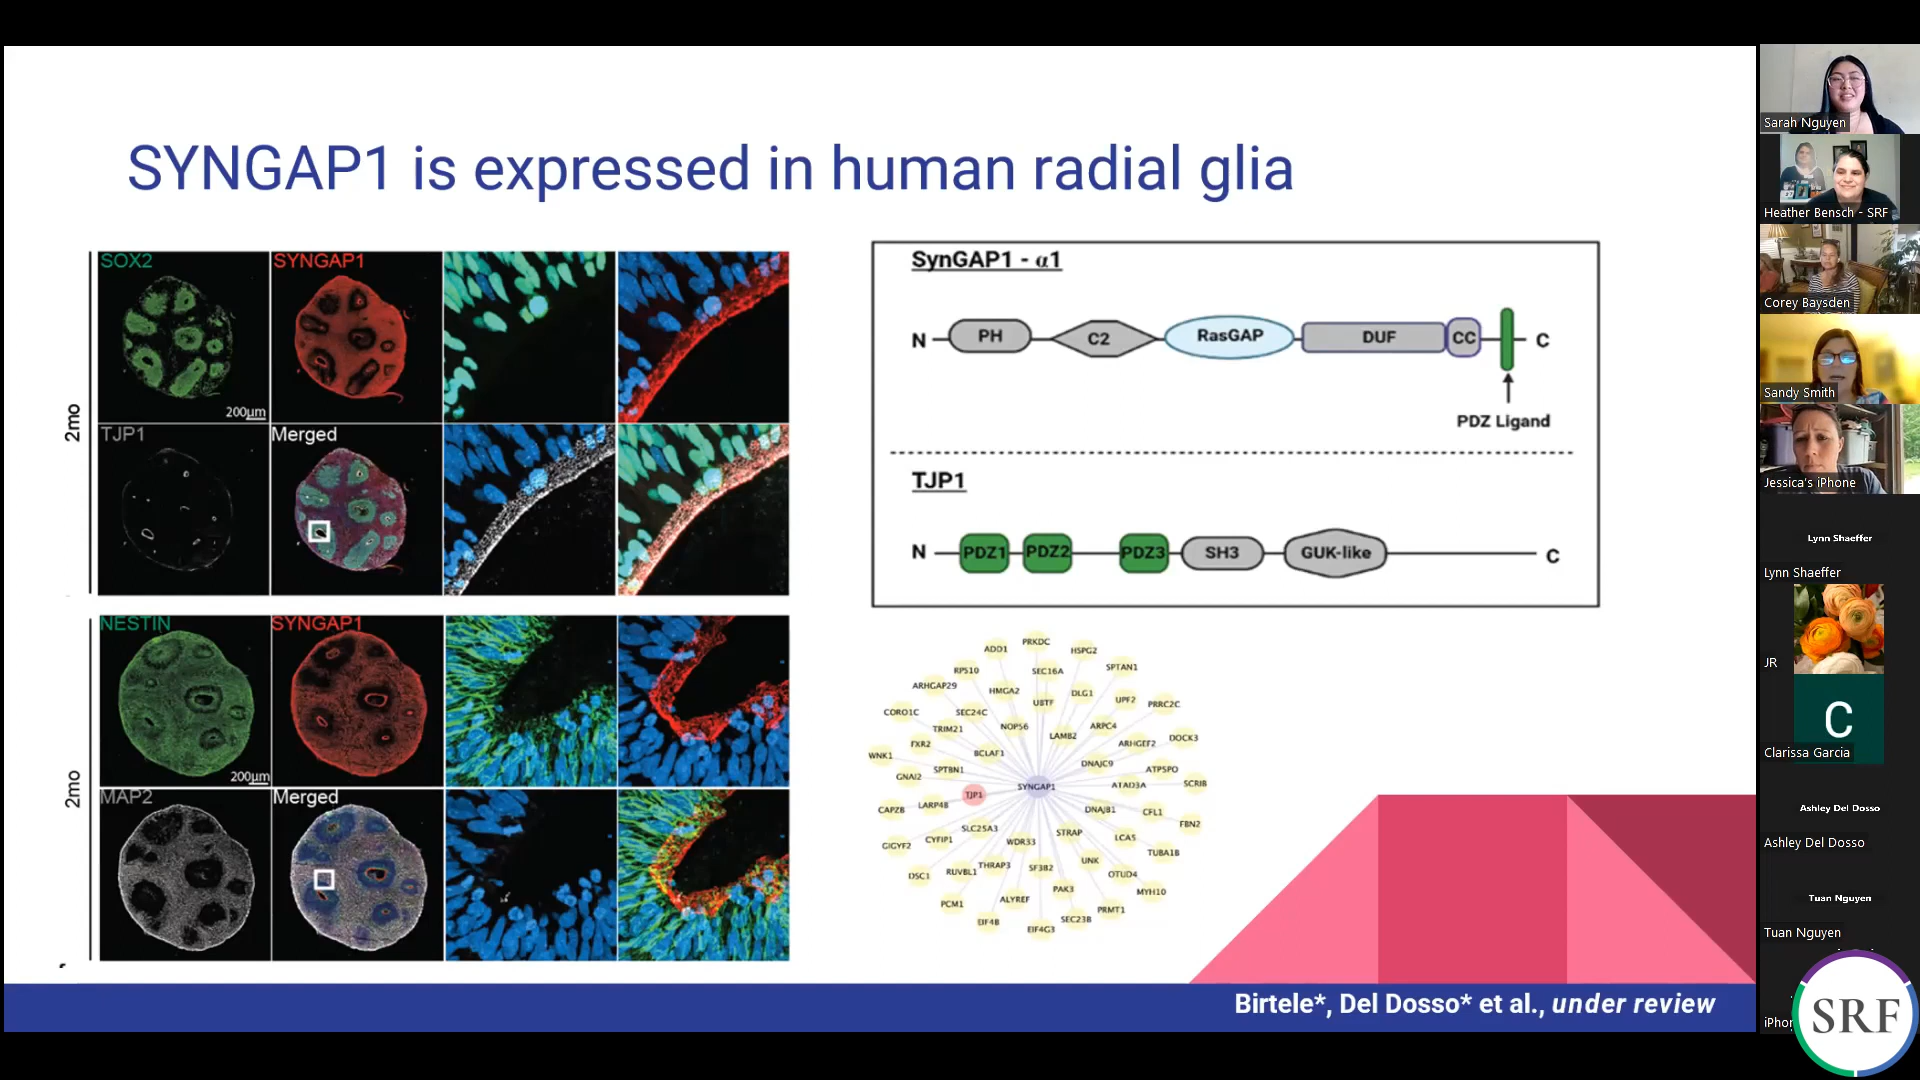 SYNGAP1 is expressed in human radial glia
2mo
SOX2
SYNGAP1
200µm
TJP1
Merged
2mo
NESTIN
SYNGAP1
200µm
MAP2
Merged
SynGAP1 - α1
N
PH
C2
RasGAP
DUF
CC
C
PDZ Ligand
TJP1
N
PDZ1
PDZ2
PDZ3
SH3
GUK-like
C
PRKDC
ADD1
HSPG2
RPS10
SEC16A
SPTAN1
ARHGAP29
HMGA2
DLG1
UPF2
PRRC2C
CORO1C
SEC24C
UBTF
TRIM21
NOP56
LAMB2
ARPC4
DOCK3
FXR2
BCLAF1
ARHGEF2
WNK1
SPTBN1
DNAJC9
ATP5PO
GNAI2
SYNGAP1
ATAD3A
SCRIB
TJP1
CAPZB
LARP4B
DNAJB1
CFL1
FBN2
SLC25A3
STRAP
LCA5
GIGYF2
CYFIP1
WDR33
TUBA1B
DSC1
RUVBL1
THRAP3
SF3B2
UNK
OTUD4
MYH10
PCM1
ALYREF
PAK3
PRMT1
EIF4B
EIF4G3
SEC23B
Birtele*, Del Dosso* et al., under review
Sarah Nguyen
Heather Bensch - SRF
Corey Baysden
Sandy Smith
Jessica's iPhone
Lynn Shaeffer
Lynn Shaeffer
JR
C
Clarissa Garcia
Ashley Del Dosso
Ashley Del Dosso
Tuan Nguyen
Tuan Nguyen
SRF